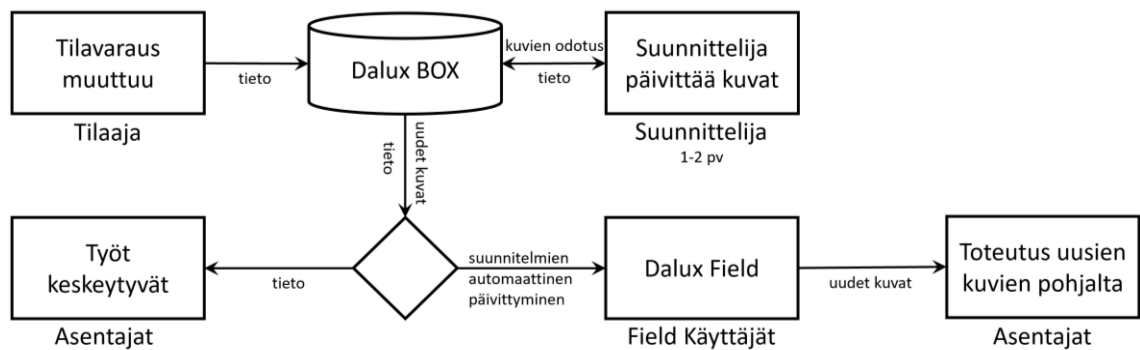 Tilavaraus
muuttuu
Tilaaja
tieto
Dalux BOX
kuvien odotus
tieto
Suunnittelija
päivittää kuvat
Suunnittelija
1-2 pv
tieto
uudet kuvat
Työt
keskeytyvät
Asentajat
tieto
suunnitelmien
automaattinen
päivittyminen
Dalux Field
Field Käyttäjät
uudet kuvat
Toteutus uusien
kuvien pohjalta
Asentajat